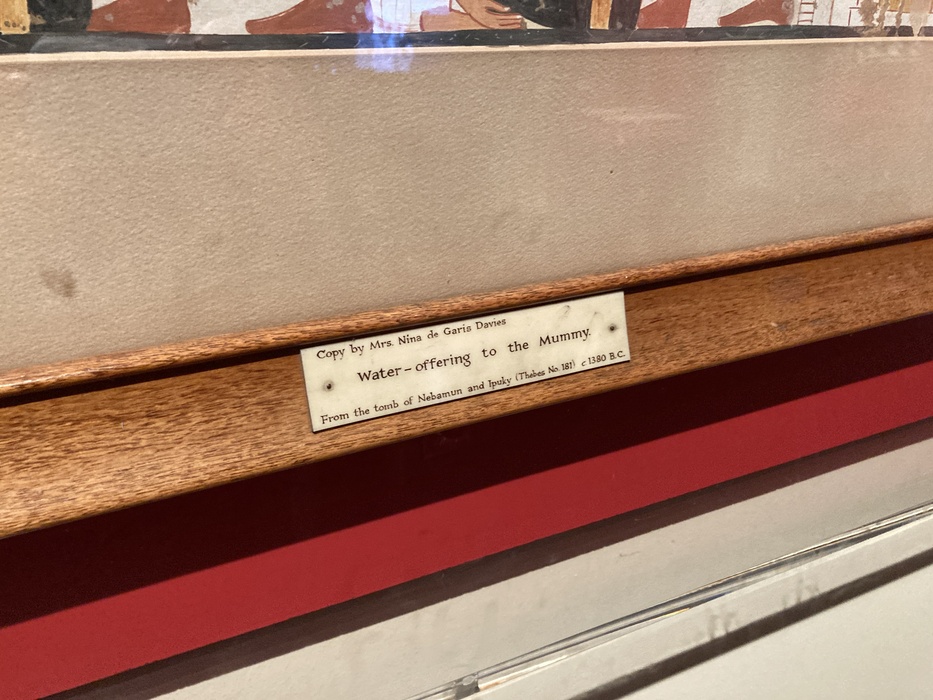 Copy by Mrs. Nina de Garis Davies
Water-offering to the Mummy.
From the tomb of Nebamun and Ipuky (Thebes No. 181) c 1380 B.C.